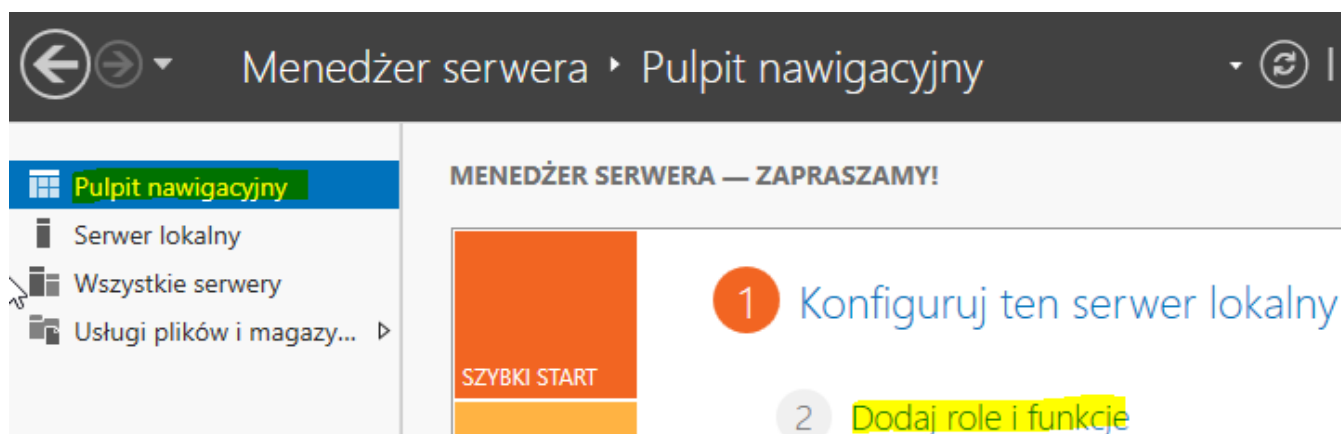 Menedżer serwera ‣ Pulpit nawigacyjny
Pulpit nawigacyjny
Serwer lokalny
Wszystkie serwery
Usługi plików i magazy...
MENEDŻER SERWERA — ZAPRASZAMY!
SZYBKI START
1 Konfiguruj ten serwer lokalny
2 Dodaj role i funkcje